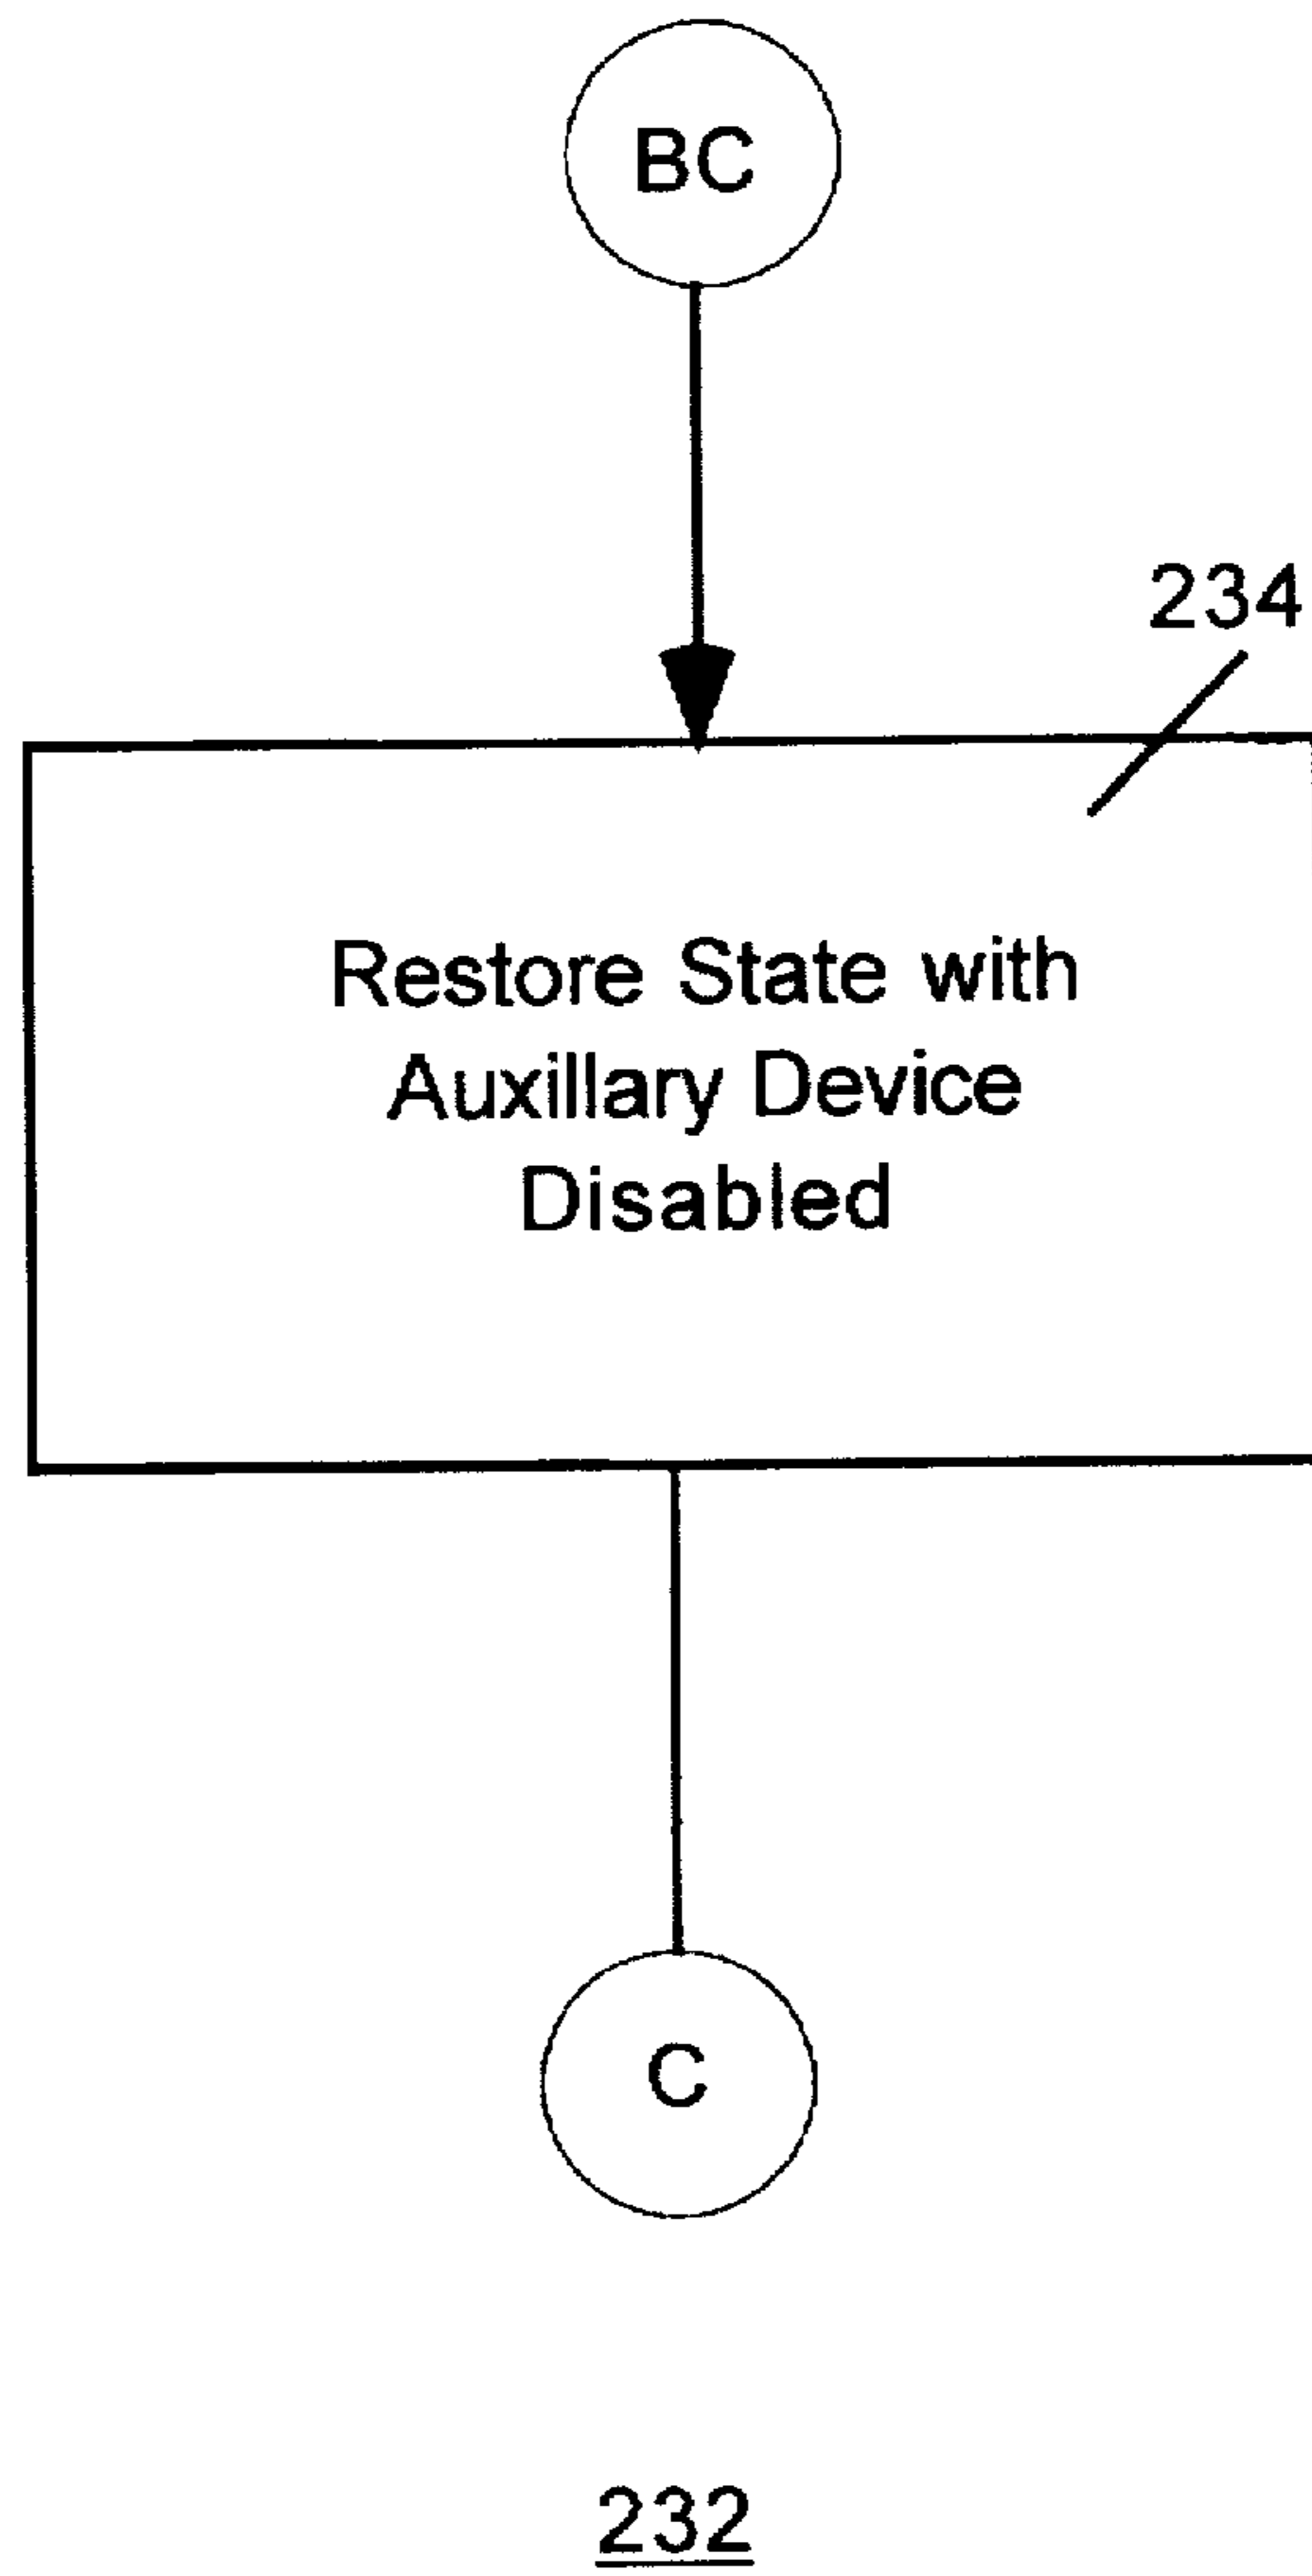 BC
234
Restore State with
Auxillary Device
Disabled
C
232